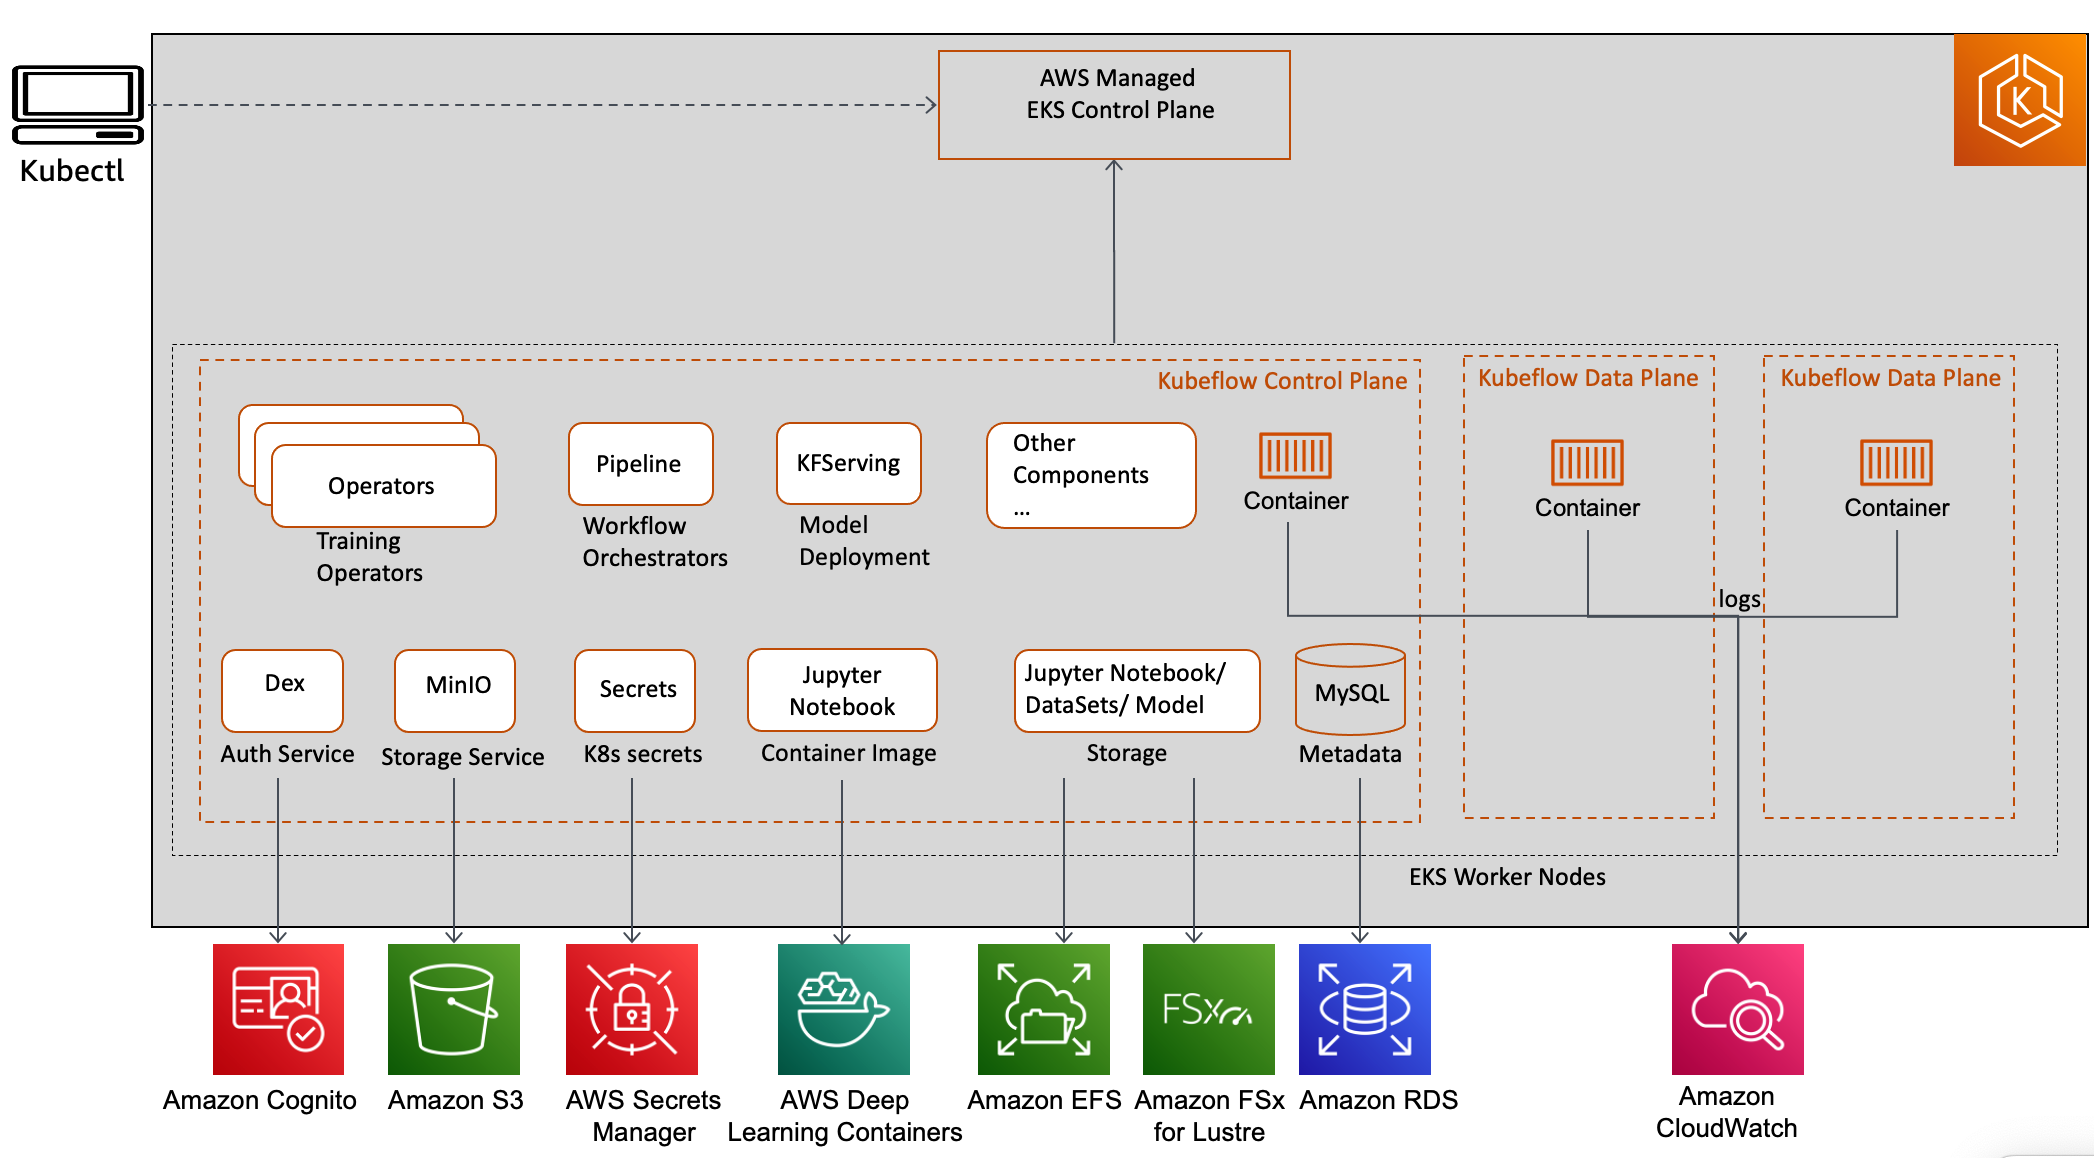 AWS Managed
EKS Control Plane
K
Kubectl
Kubeflow Control Plane
Kubeflow Data Plane
Kubeflow Data Plane
Operators
Training
Operators
Pipeline
Workflow
Orchestrators
KFServing
Model
Deployment
Other
Components
...
Container
Container
Container
logs
Dex
Auth Service
MinIO
Storage Service
Secrets
K8s secrets
Jupyter
Notebook
Container Image
Jupyter Notebook/
DataSets/ Model
Storage
MySQL
Metadata
EKS Worker Nodes
FSx
Amazon Cognito
Amazon S3
AWS Secrets
Manager
AWS Deep
Learning Containers
Amazon EFS
Amazon FSx
for Lustre
Amazon RDS
Amazon
CloudWatch